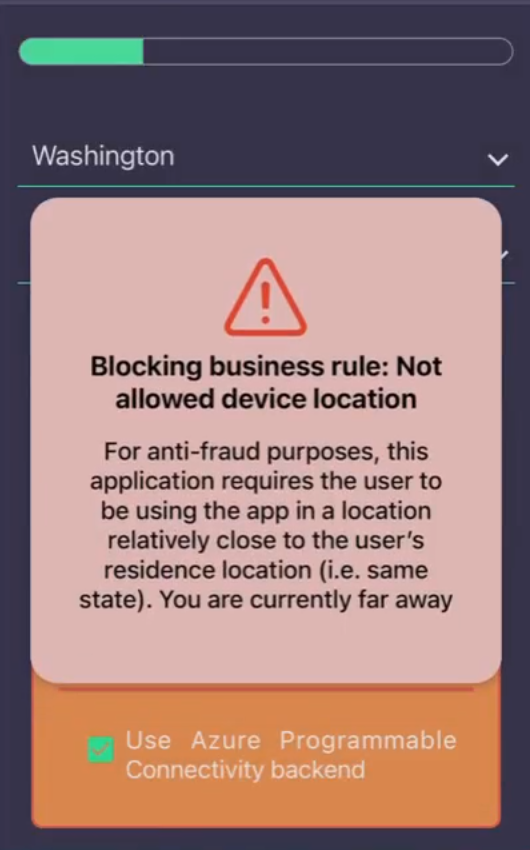 Washington
Blocking business rule: Not
allowed device location
For anti-fraud purposes, this
application requires the user to
be using the app in a location
relatively close to the user's
residence location (i.e. same
state). You are currently far away
Use Azure Programmable
Connectivity backend